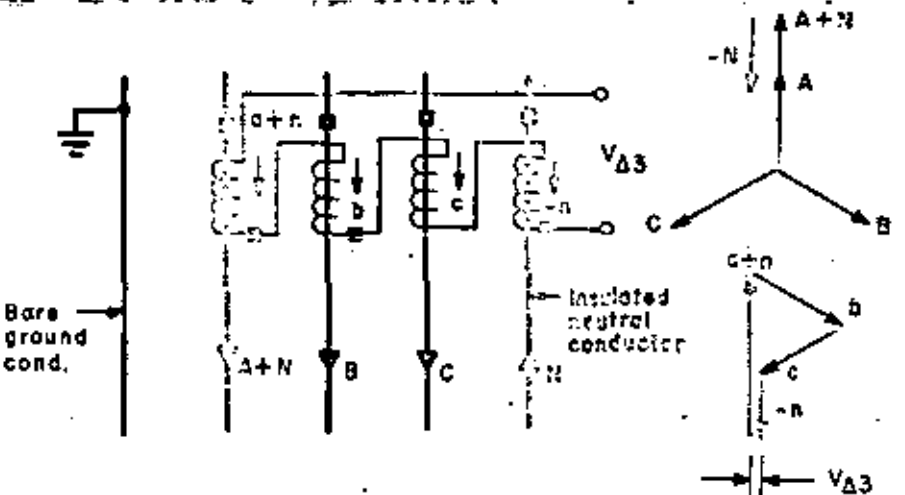 A+N
-N
A
a+n
VΔ3
b
c
-n
C
B
Bare
ground
cond.
Insulated
neutral
conductor
A+N
B
C
N
b
c
-n
VΔ3